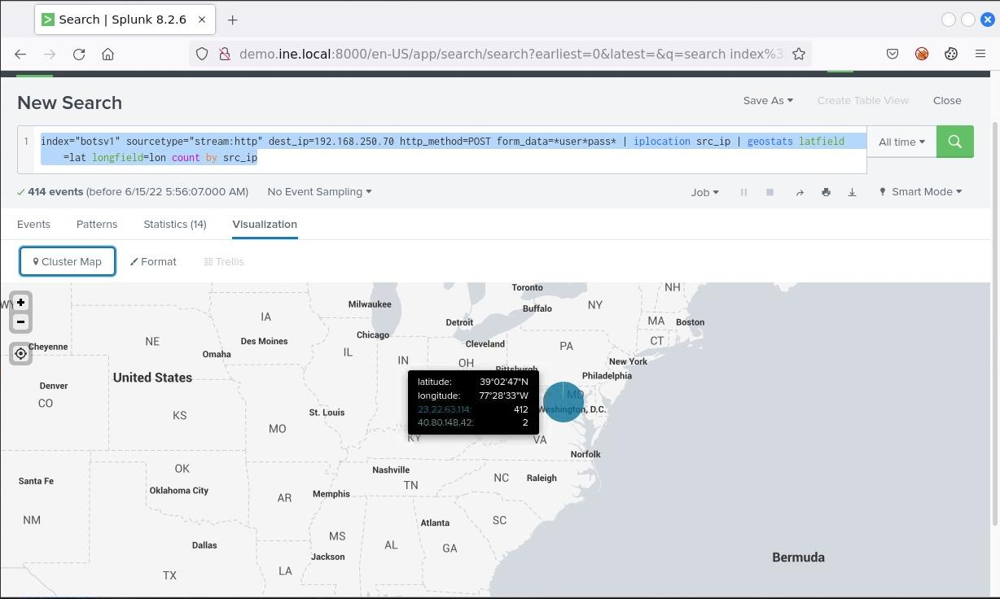 Search | Splunk 8.2.6
demo.ine.local:8000/en-US/app/search/search?earliest=0&latest=&q=search index%3
New Search
Save As
Create Table View
Close
1
index="botsv1" sourcetype="stream:http" dest_ip=192.168.250.70 http_method=POST form_data=*user*pass* | iplocation src_ip | geostats latfield
=lat longfield=lon count by src_ip
All time
414 events (before 6/15/22 5:56:07.000 AM)
No Event Sampling
Job
Smart Mode
Events
Patterns
Statistics (14)
Visualization
Cluster Map
Format
Trellis
Toronto
NH
WY
Milwaukee
Buffalo
NY
IA
Detroit
MA
Boston
Chicago
Des Moines
Cleveland
CT
NE
Cheyenne
PA
Omaha
IL
IN
OH
New York
Pittsburgh
Philadelphia
United States
Denver
CO
latitude: 39°02'47"N
longitude: 77°28'33"W
23.22.63.114: 412
40.80.148.42: 2
MD
Washington, D.C.
KS
St. Louis
MO
KY
VA
Norfolk
OK
Nashville
NC
Raleigh
Santa Fe
TN
Oklahoma City
Memphis
AR
NM
SC
Atlanta
MS
AL
GA
Dallas
Jackson
Bermuda
LA
TX